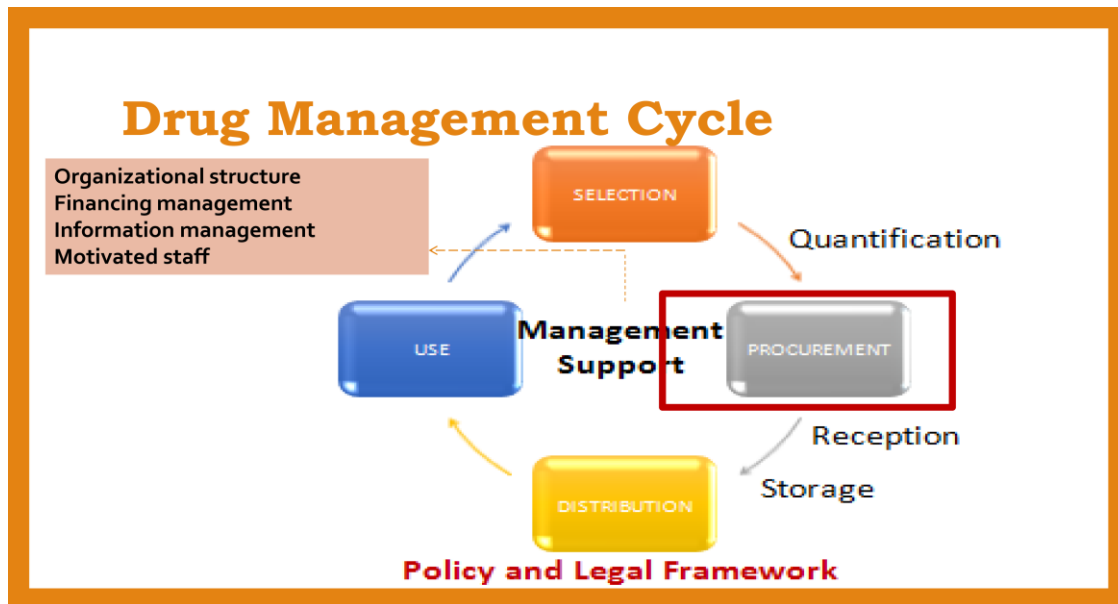 Drug Management Cycle
Organizational structure
Financing management
Information management
Motivated staff
SELECTION
Quantification
USE
Management
Support
PROCUREMENT
Reception
Storage
DISTRIBUTION
Policy and Legal Framework